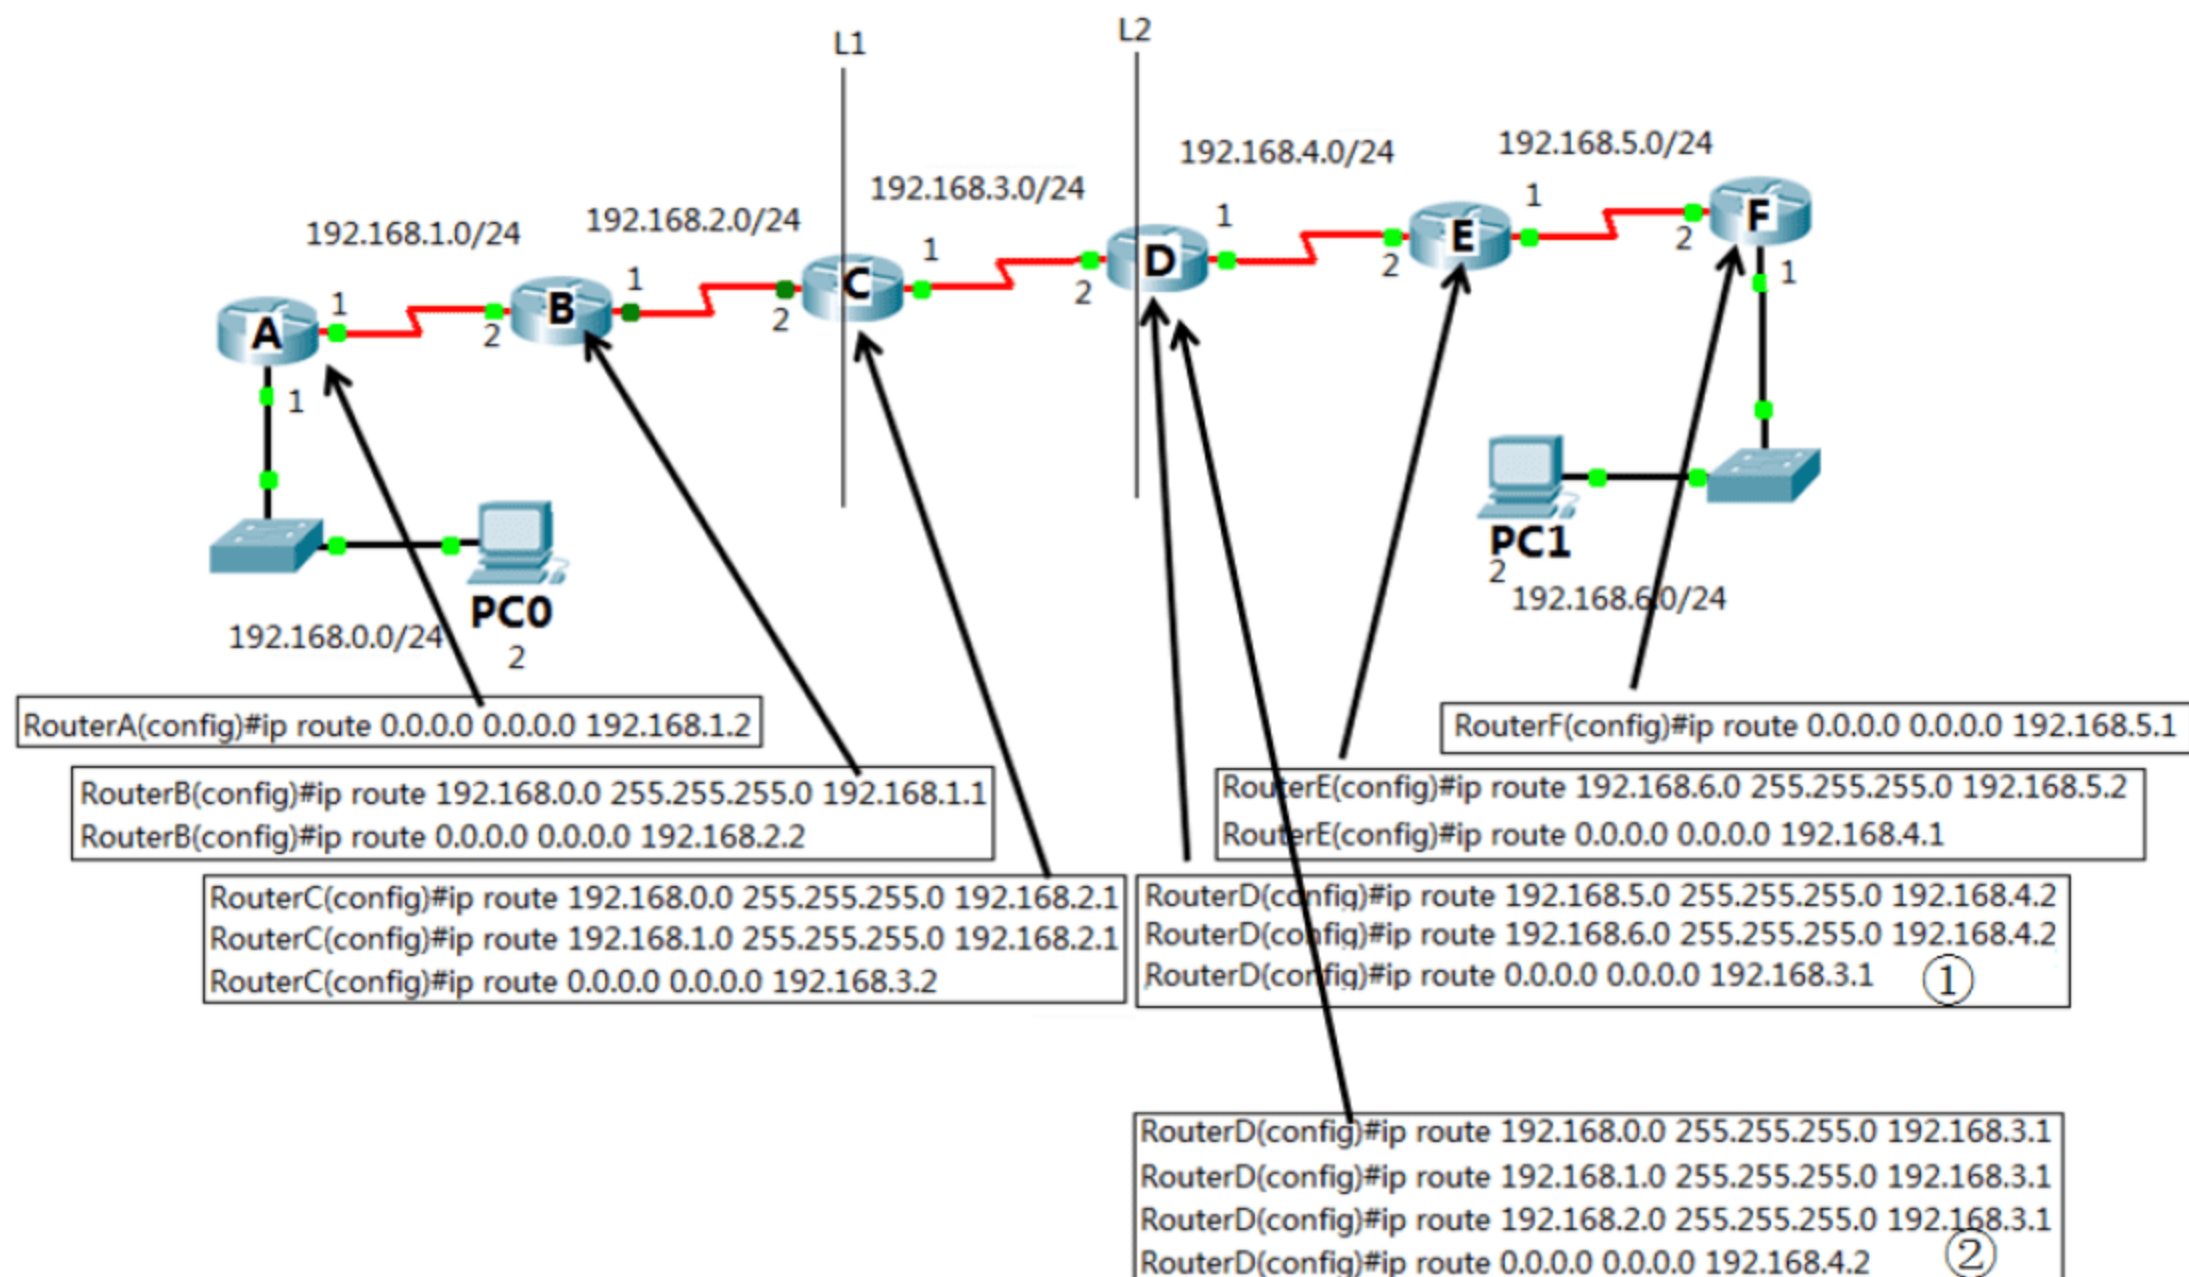 L1
L2
192.168.4.0/24
192.168.5.0/24
192.168.3.0/24
192.168.2.0/24
192.168.1.0/24
A
1
1
2
B
1
2
C
1
2
D
1
2
E
1
2
F
1
PC0
2
192.168.0.0/24
PC1
2
192.168.6.0/24
RouterA(config)#ip route 0.0.0.0 0.0.0.0 192.168.1.2
RouterF(config)#ip route 0.0.0.0 0.0.0.0 192.168.5.1
RouterB(config)#ip route 192.168.0.0 255.255.255.0 192.168.1.1
RouterB(config)#ip route 0.0.0.0 0.0.0.0 192.168.2.2
RouterE(config)#ip route 192.168.6.0 255.255.255.0 192.168.5.2
RouterE(config)#ip route 0.0.0.0 0.0.0.0 192.168.4.1
RouterC(config)#ip route 192.168.0.0 255.255.255.0 192.168.2.1
RouterC(config)#ip route 192.168.1.0 255.255.255.0 192.168.2.1
RouterC(config)#ip route 0.0.0.0 0.0.0.0 192.168.3.2
RouterD(config)#ip route 192.168.5.0 255.255.255.0 192.168.4.2
RouterD(config)#ip route 192.168.6.0 255.255.255.0 192.168.4.2
RouterD(config)#ip route 0.0.0.0 0.0.0.0 192.168.3.1 ①
RouterD(config)#ip route 192.168.0.0 255.255.255.0 192.168.3.1
RouterD(config)#ip route 192.168.1.0 255.255.255.0 192.168.3.1
RouterD(config)#ip route 192.168.2.0 255.255.255.0 192.168.3.1
RouterD(config)#ip route 0.0.0.0 0.0.0.0 192.168.4.2 ②